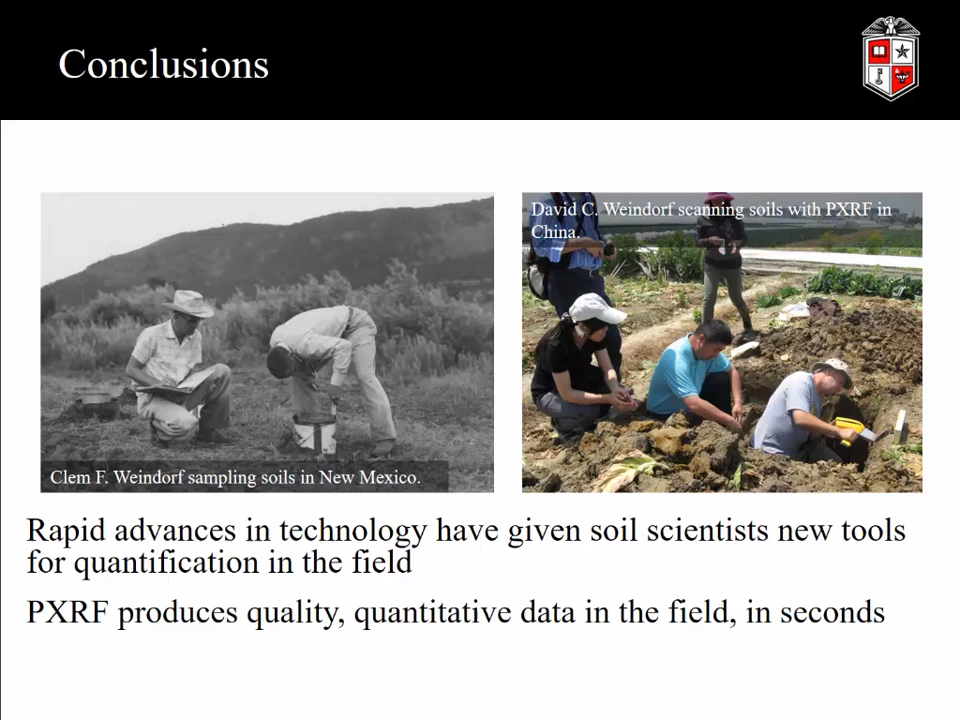 Conclusions
David C. Weindorf scanning soils with PXRF in
China.
Clem F. Weindorf sampling soils in New Mexico.
Rapid advances in technology have given soil scientists new tools
for quantification in the field
PXRF produces quality, quantitative data in the field, in seconds